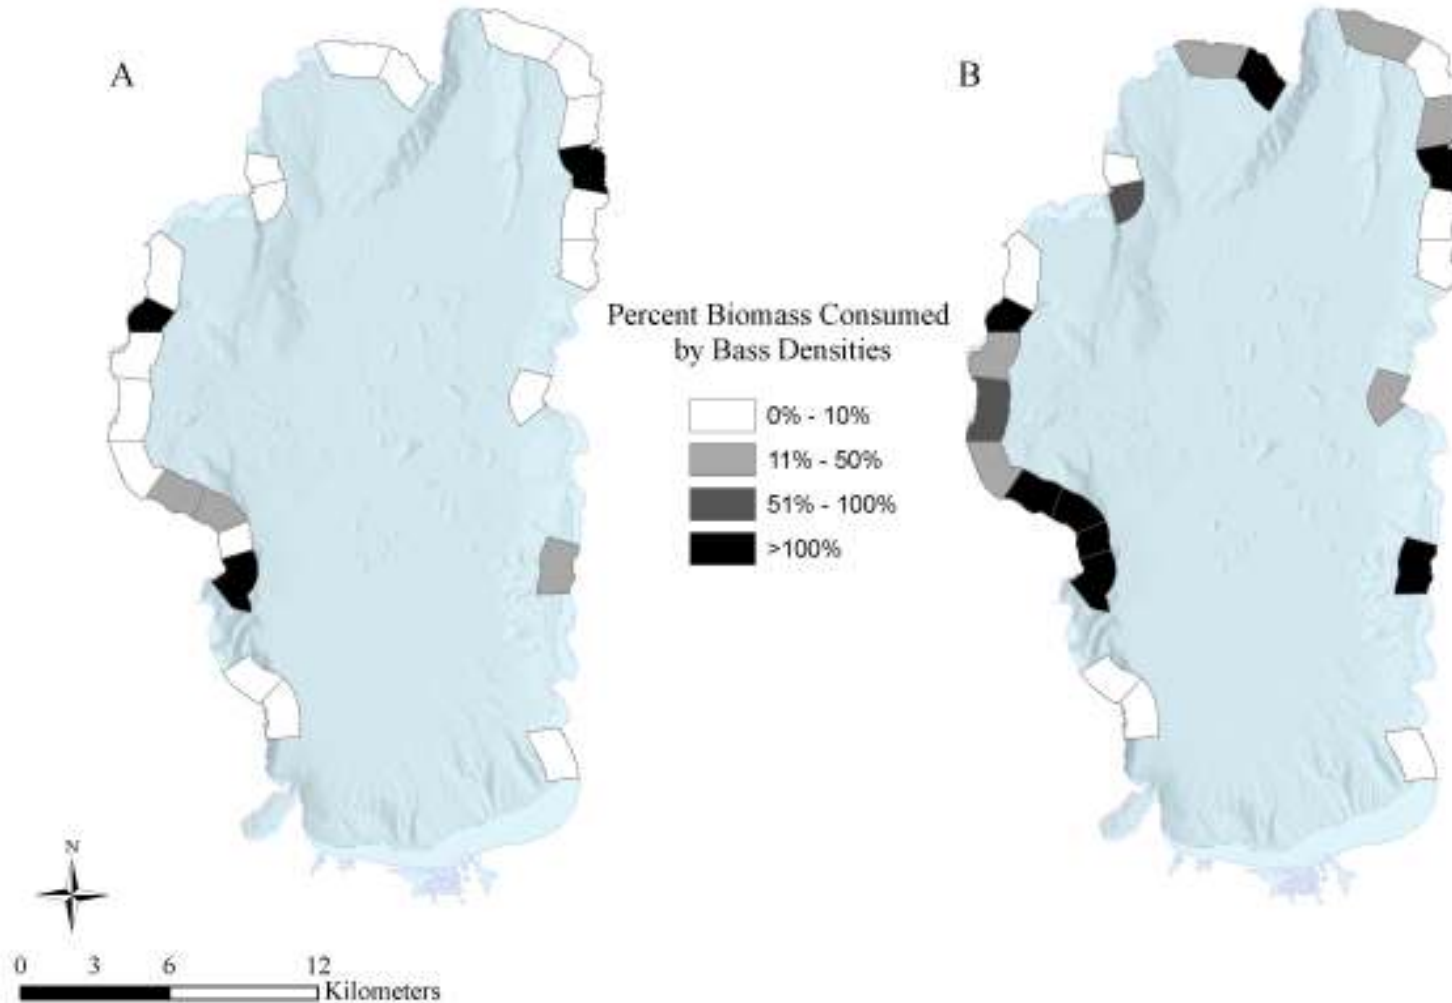 A
B
Percent Biomass Consumed
by Bass Densities
0% - 10%
11% - 50%
51% - 100%
>100%
N
0 3 6 12
Kilometers